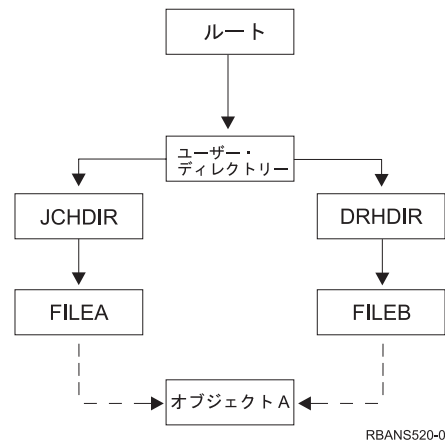 ルート
ユーザー・
ディレクトリー
JCHDIR
DRHDIR
FILEA
FILEB
オブジェクト A
RBANS520-0